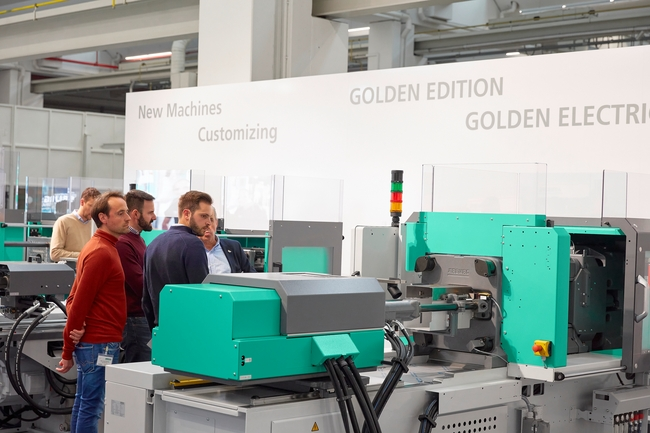 New Machines
GOLDEN EDITION
Customizing
GOLDEN ELECTRI